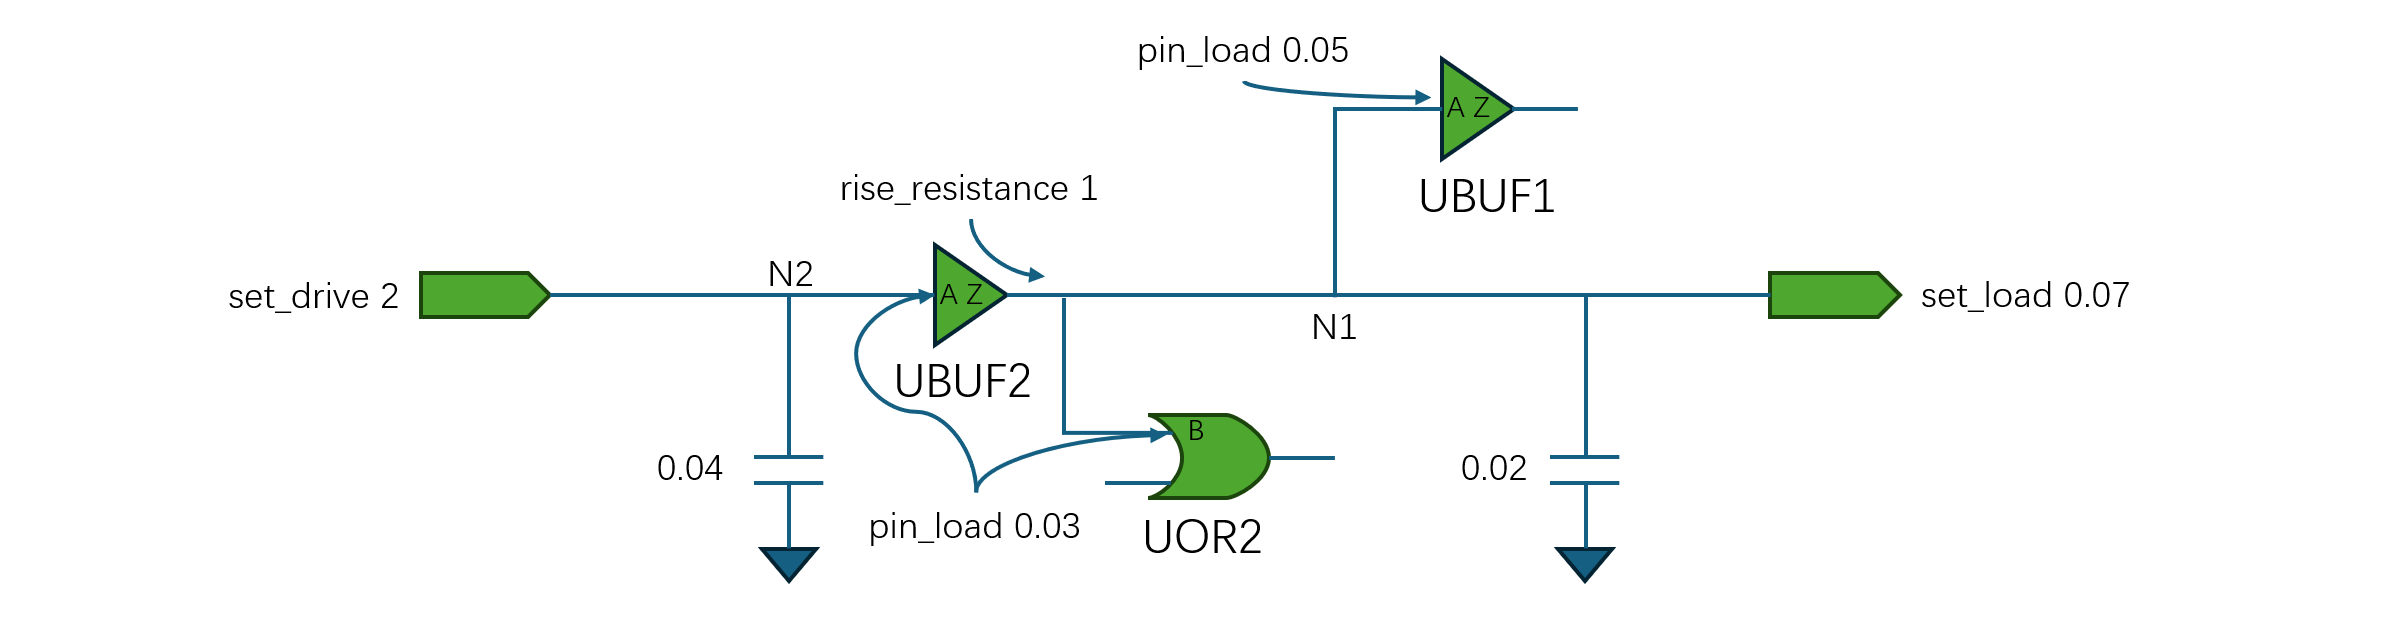 pin_load 0.05
A Z
UBUF1
rise_resistance 1
N2
set_drive 2
A Z
set_load 0.07
N1
UBUF2
B
0.04
0.02
pin_load 0.03
UOR2